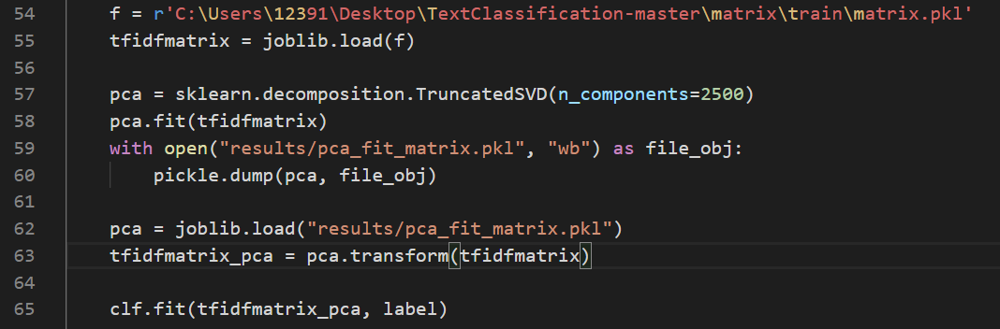 54 f = r'C:\Users\12391\Desktop\TextClassification-master\matrix\train\matrix.pkl'
55 tfidfmatrix = joblib.load(f)
56
57 pca = sklearn.decomposition.TruncatedSVD(n_components=2500)
58 pca.fit(tfidfmatrix)
59 with open("results/pca_fit_matrix.pkl", "wb") as file_obj:
60     pickle.dump(pca, file_obj)
61
62 pca = joblib.load("results/pca_fit_matrix.pkl")
63 tfidfmatrix_pca = pca.transform(tfidfmatrix)
64
65 clf.fit(tfidfmatrix_pca, label)